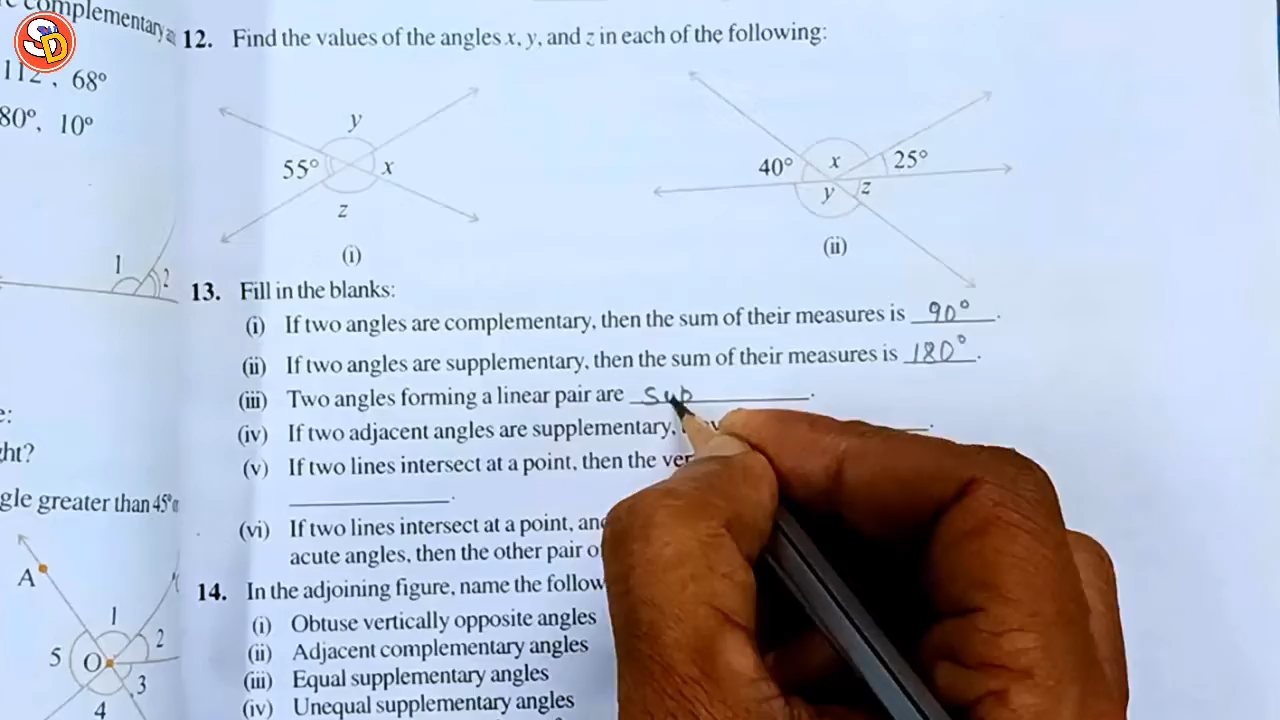 complementary
112 , 68°
80°, 10°
1
2
ght?
gle greater than 45°
A
1
5 O 2
3
4
SD
12. Find the values of the angles x, y, and z in each of the following:
y
55° x
z
(i)
40° x 25°
y z
(ii)
13. Fill in the blanks:
(i) If two angles are complementary, then the sum of their measures is 90°.
(ii) If two angles are supplementary, then the sum of their measures is 180°.
(iii) Two angles forming a linear pair are sup.
(iv) If two adjacent angles are supplementary,
(v) If two lines intersect at a point, then the ver
(vi) If two lines intersect at a point, and
acute angles, then the other pair o
14. In the adjoining figure, name the follow
(i) Obtuse vertically opposite angles
(ii) Adjacent complementary angles
(iii) Equal supplementary angles
(iv) Unequal supplementary angles